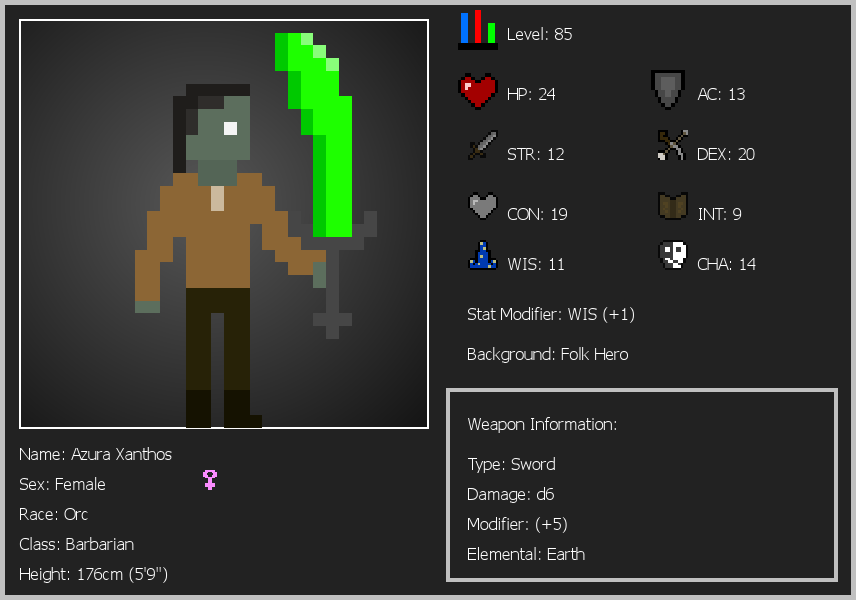 Level: 85
HP: 24
AC: 13
STR: 12
DEX: 20
CON: 19
INT: 9
WIS: 11
CHA: 14
Stat Modifier: WIS (+1)
Background: Folk Hero
Weapon Information:
Type: Sword
Damage: d6
Modifier: (+5)
Elemental: Earth
Name: Azura Xanthos
Sex: Female
Race: Orc
Class: Barbarian
Height: 176cm (5'9")